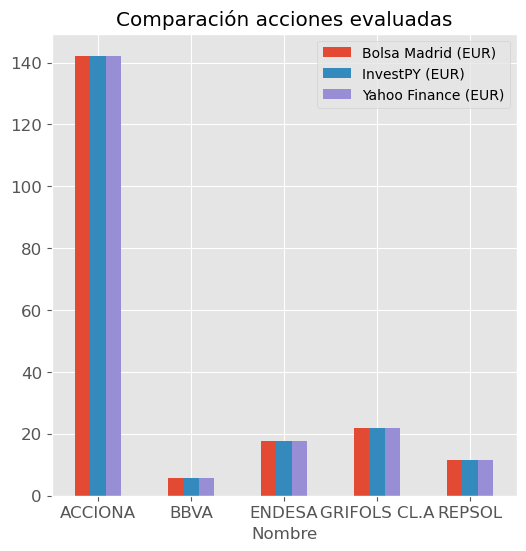 Comparación acciones evaluadas
Bolsa Madrid (EUR)
InvestPY (EUR)
Yahoo Finance (EUR)
140
120
100
80
60
40
20
0
ACCIONA BBVA ENDESA GRIFOLS CL.A REPSOL
Nombre